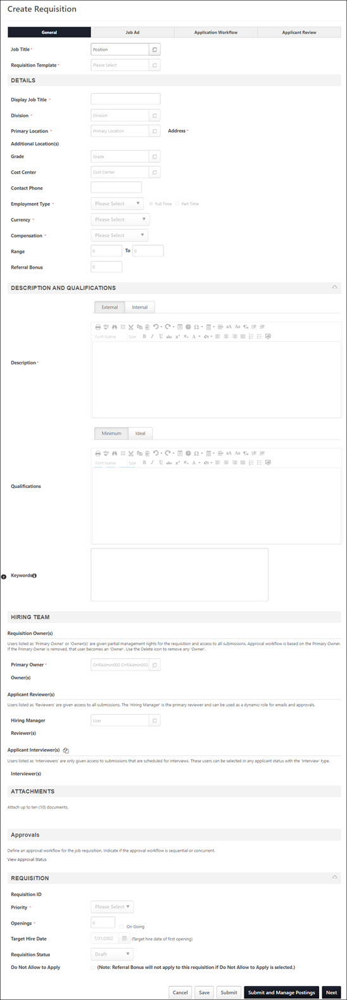 Create Requisition
General Job Ad Application Workflow Applicant Review
Job Title * Position
Requisition Template * Please Select
DETAILS
Display Job Title *
Division * Division
Primary Location * Primary Location Address *
Additional Location(s)
Grade Grade
Cost Center Cost Center
Contact Phone
Employment Type * Please Select Full Time Part Time
Currency * Please Select
Compensation * Please Select
Range 0 To 0
Referral Bonus 0
DESCRIPTION AND QUALIFICATIONS
External Internal
Font Name Size B I U abc
Description *
Minimum Ideal
Font Name Size B I U abc
Qualifications
Keywords
HIRING TEAM
Requisition Owner(s)
Users listed as 'Primary Owner' or 'Owner(s)' are given partial management rights for the requisition and access to all submissions. Approval workflow is based on the Primary Owner.
If the Primary Owner is removed, that user becomes an 'Owner'. Use the Delete icon to remove any 'Owner'.
Primary Owner * CHRAdmin003 CHRAdmin003
Owner(s)
Applicant Reviewer(s)
Users listed as 'Reviewers' are given access to all submissions. The 'Hiring Manager' is the primary reviewer and can be used as a dynamic role for emails and approvals.
Hiring Manager User
Reviewer(s)
Applicant Interviewer(s)
Users listed as 'Interviewers' are only given access to submissions that are scheduled for interviews. These users can be selected in any applicant status with the 'Interview' type.
Interviewer(s)
ATTACHMENTS
Attach up to ten (10) documents.
Approvals
Define an approval workflow for the job requisition. Indicate if the approval workflow is sequential or concurrent.
View Approval Status
REQUISITION
Requisition ID
Priority * Please Select
Openings * 0 On Going
Target Hire Date 7/21/2022 (Target hire date of first opening)
Requisition Status Draft
Do Not Allow to Apply (Note: Referral Bonus will not apply to this requisition if Do Not Allow to Apply is selected.)
Cancel Save Submit Submit and Manage Postings Next